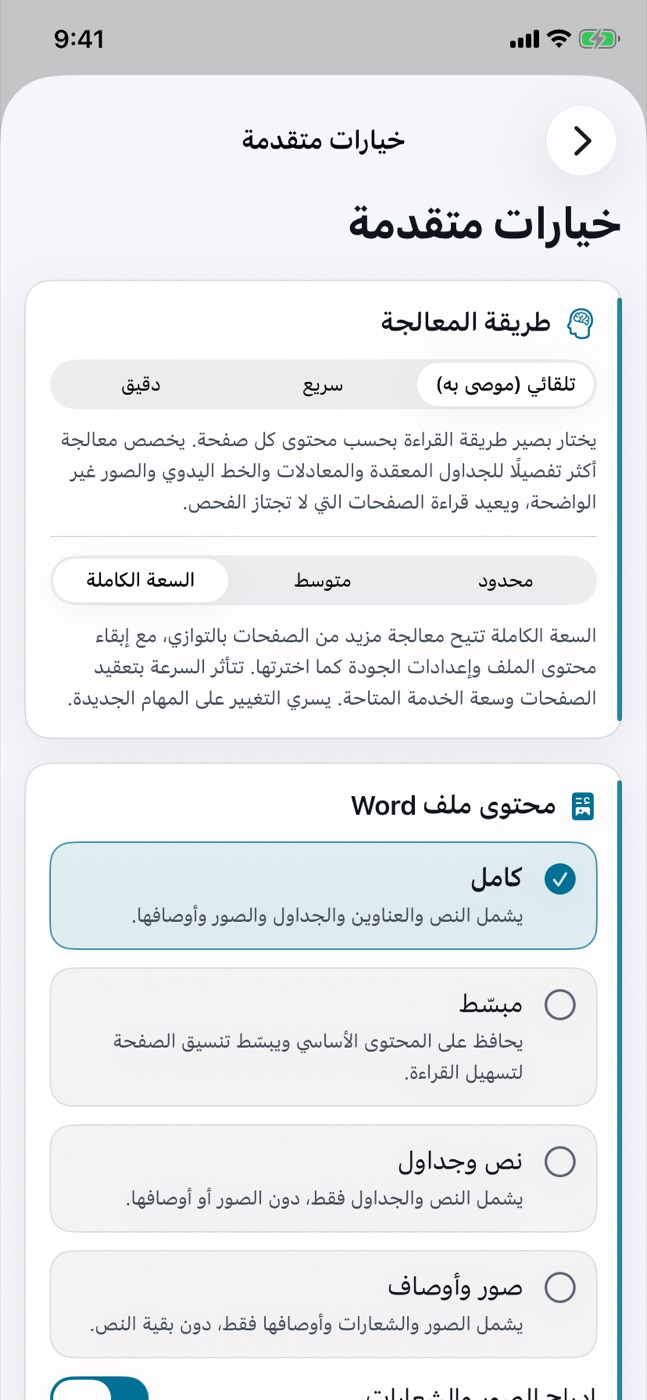 9:41
خيارات متقدمة
خيارات متقدمة
طريقة المعالجة
تلقائي (موصى به)
سريع
دقيق
يختار بصير طريقة القراءة بحسب محتوى كل صفحة. يخصص معالجة
أكثر تفصيلًا للجداول المعقدة والمعادلات والخط اليدوي والصور غير
الواضحة، ويعيد قراءة الصفحات التي لا تجتاز الفحص.
محدود
متوسط
السعة الكاملة
السعة الكاملة تتيح معالجة مزيد من الصفحات بالتوازي، مع إبقاء
محتوى الملف وإعدادات الجودة كما اخترتها. تتأثر السرعة بتعقيد
الصفحات وسعة الخدمة المتاحة. يسري التغيير على المهام الجديدة.
محتوى ملف Word
كامل
يشمل النص والعناوين والجداول والصور وأوصافها.
مبسّط
يحافظ على المحتوى الأساسي ويبسّط تنسيق الصفحة
لتسهيل القراءة.
نص وجداول
يشمل النص والجداول فقط، دون الصور أو أوصافها.
صور وأوصاف
يشمل الصور والشعارات وأوصافها فقط، دون بقية النص.
إدراج الصور والشعارات